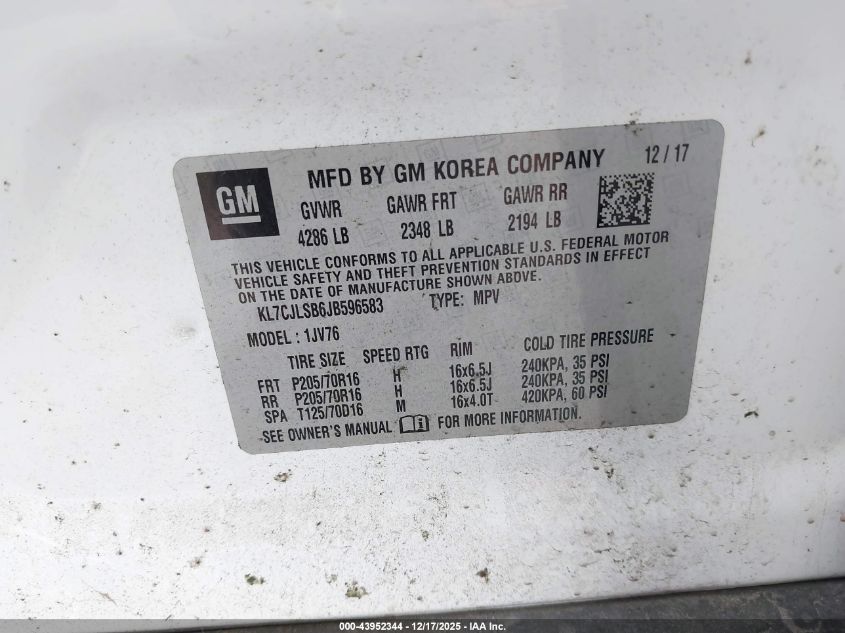 GM
MFD BY GM KOREA COMPANY 12 / 17
GVWR GAWR FRT GAWR RR
4286 LB 2348 LB 2194 LB
THIS VEHICLE CONFORMS TO ALL APPLICABLE U.S. FEDERAL MOTOR
VEHICLE SAFETY AND THEFT PREVENTION STANDARDS IN EFFECT
ON THE DATE OF MANUFACTURE SHOWN ABOVE.
KL7CJLSB6JB596583 TYPE: MPV
MODEL : 1JV76
TIRE SIZE SPEED RTG RIM COLD TIRE PRESSURE
FRT P205/70R16 H 16x6.5J 240KPA, 35 PSI
RR P205/70R16 H 16x6.5J 240KPA, 35 PSI
SPA T125/70D16 M 16x4.0T 420KPA, 60 PSI
SEE OWNER'S MANUAL FOR MORE INFORMATION.
000-43952344 - 12/17/2025 - IAA Inc.